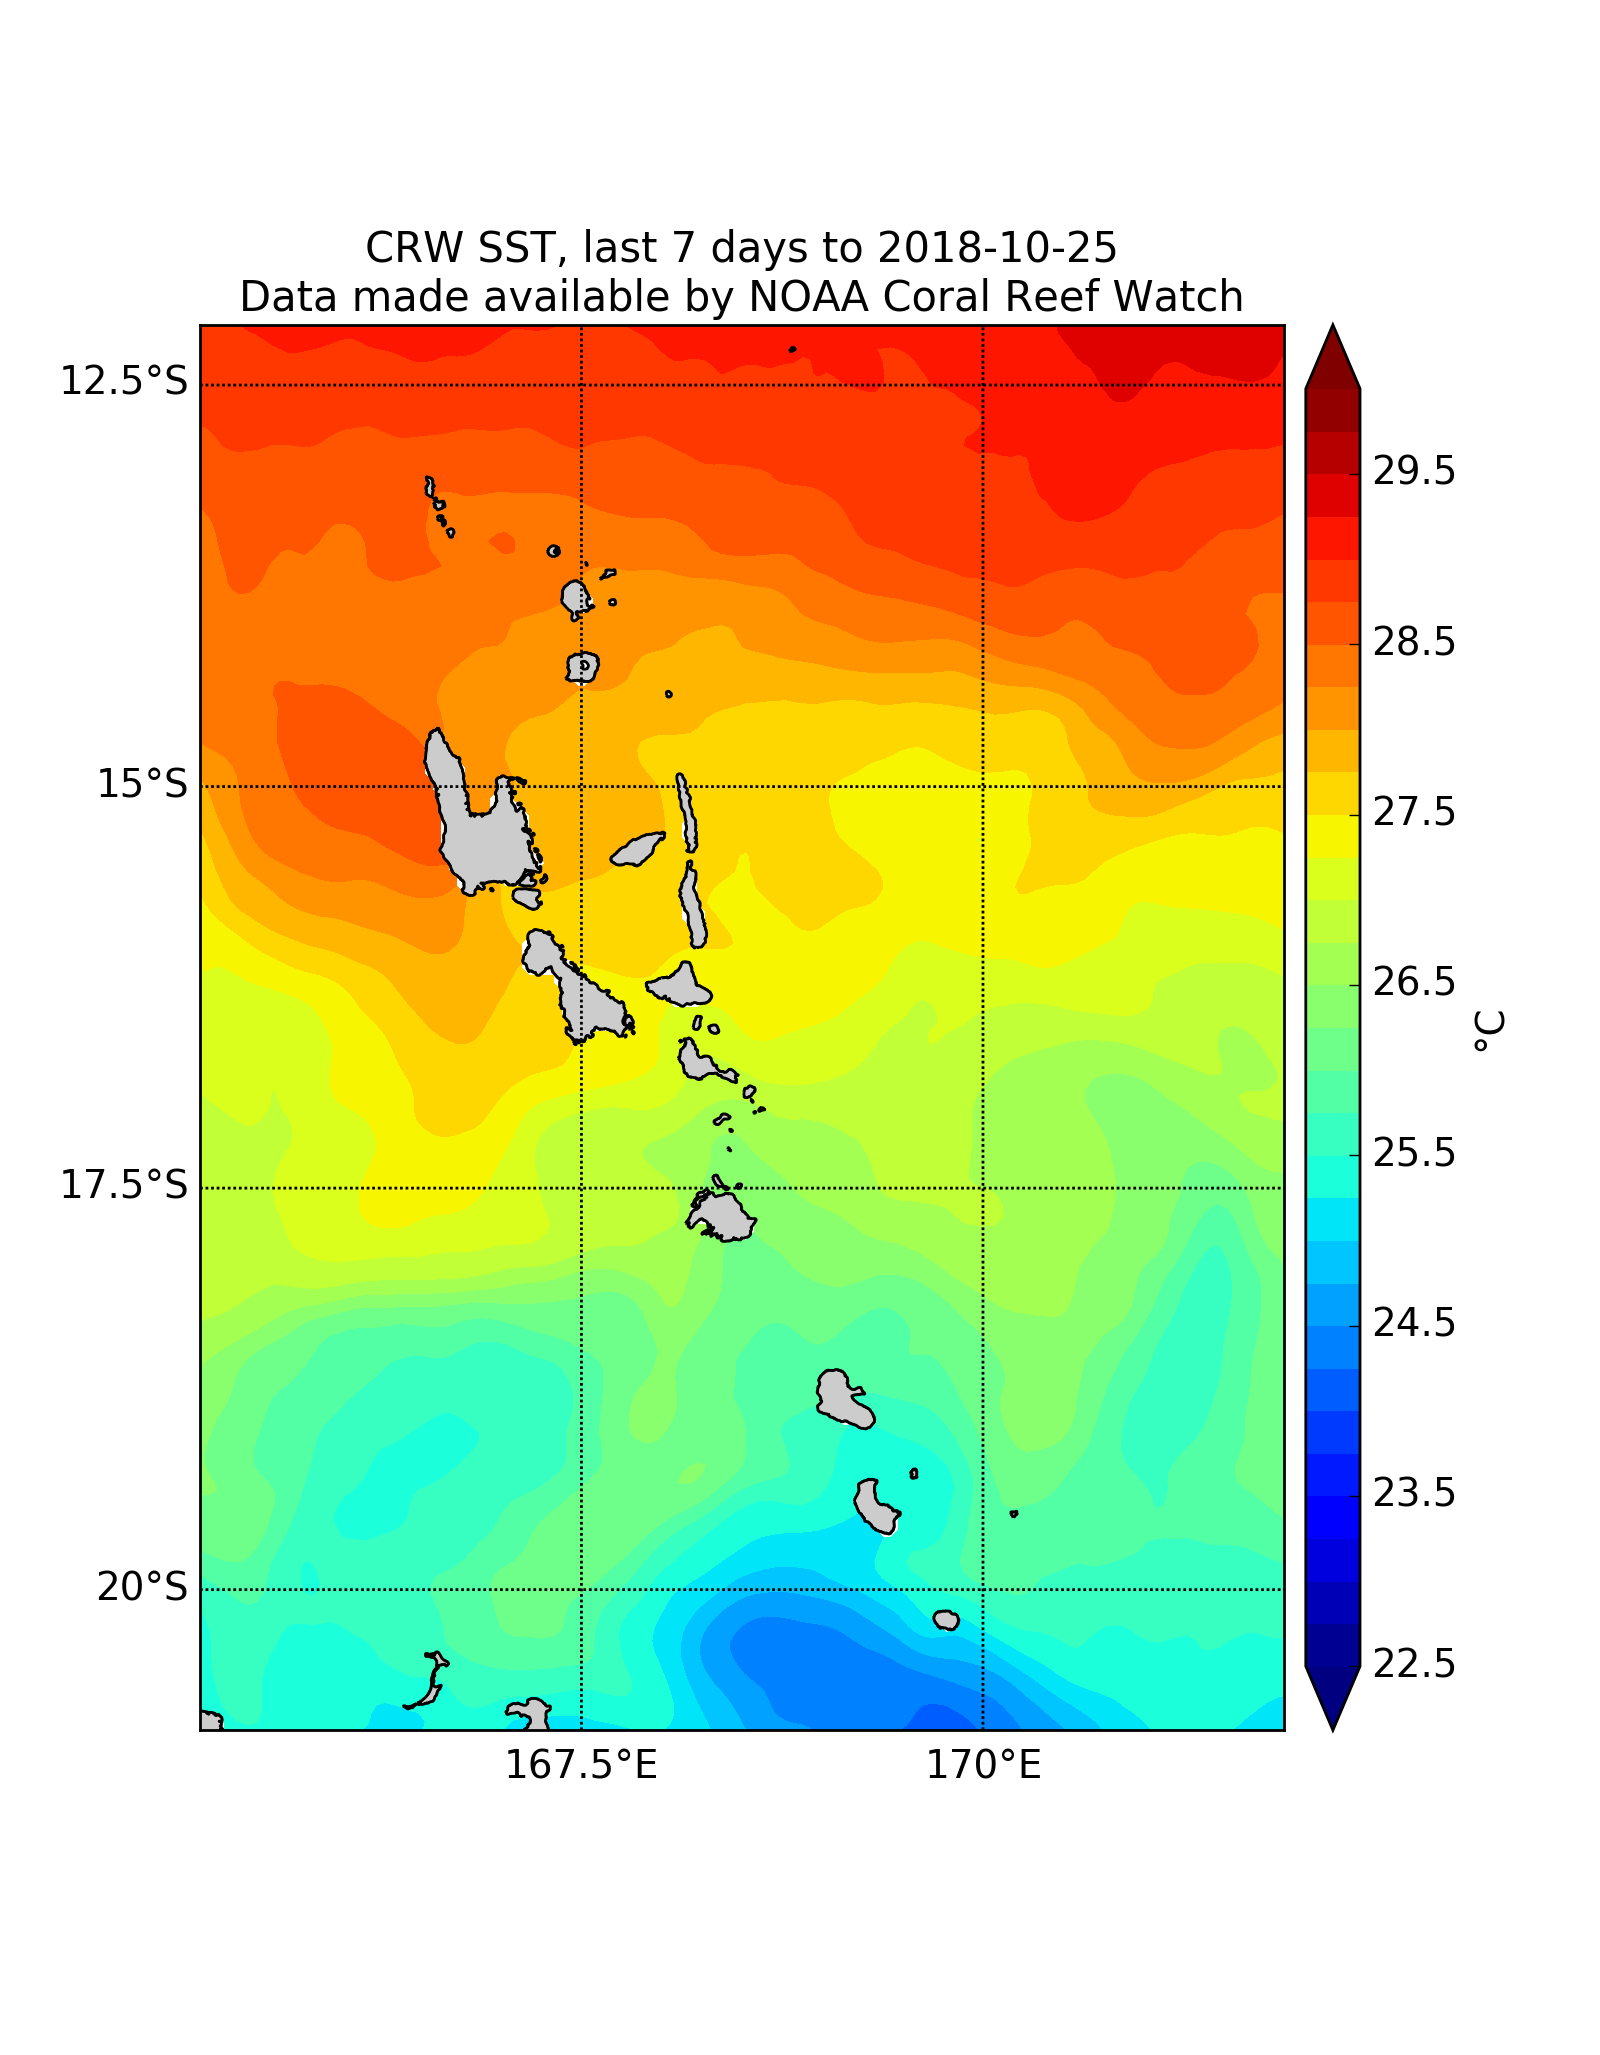 CRW SST, last 7 days to 2018-10-25
Data made available by NOAA Coral Reef Watch
12.5°S
15°S
17.5°S
20°S
167.5°E
170°E
29.5
28.5
27.5
26.5
25.5
24.5
23.5
22.5
°C